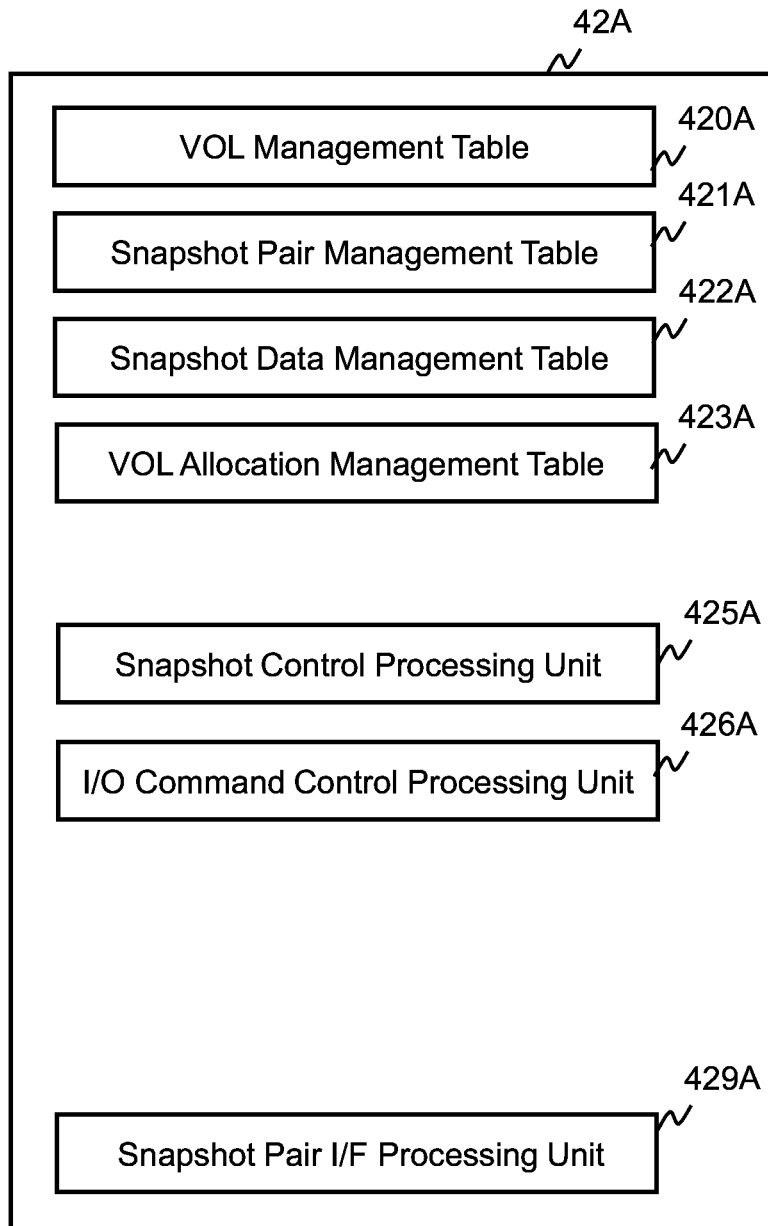 42A
VOL Management Table
420A
Snapshot Pair Management Table
421A
Snapshot Data Management Table
422A
VOL Allocation Management Table
423A
Snapshot Control Processing Unit
425A
I/O Command Control Processing Unit
426A
Snapshot Pair I/F Processing Unit
429A